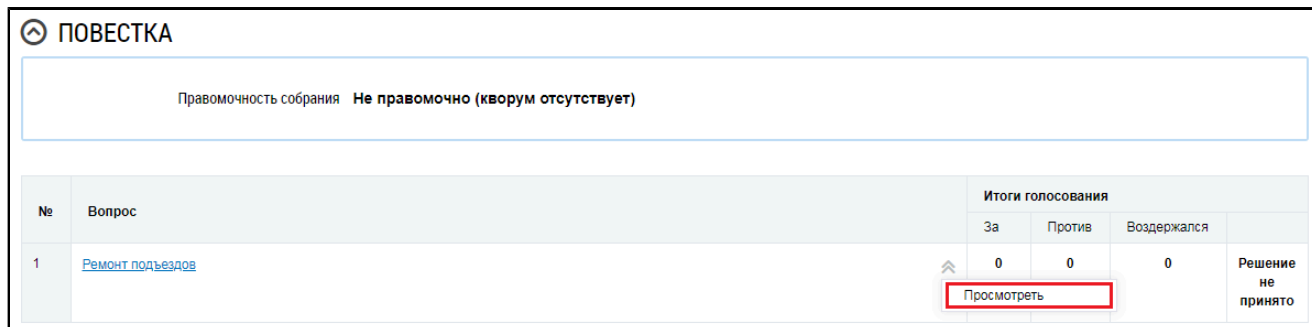 ПОВЕСТКА
Правомочность собрания Не правомочно (кворум отсутствует)
№ Вопрос Итоги голосования
За Против Воздержался
1 Ремонт подъездов 0 0 0 Решение
не
принято
Просмотреть